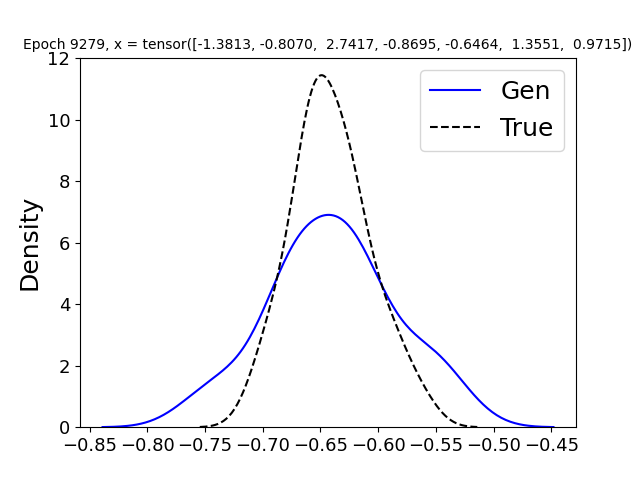 Epoch 9279, x = tensor([-1.3813, -0.8070,  2.7417, -0.8695, -0.6464,  1.3551,  0.9715])
12
10
8
6
4
2
0
Density
Gen
True
−0.85 −0.80 −0.75 −0.70 −0.65 −0.60 −0.55 −0.50 −0.45